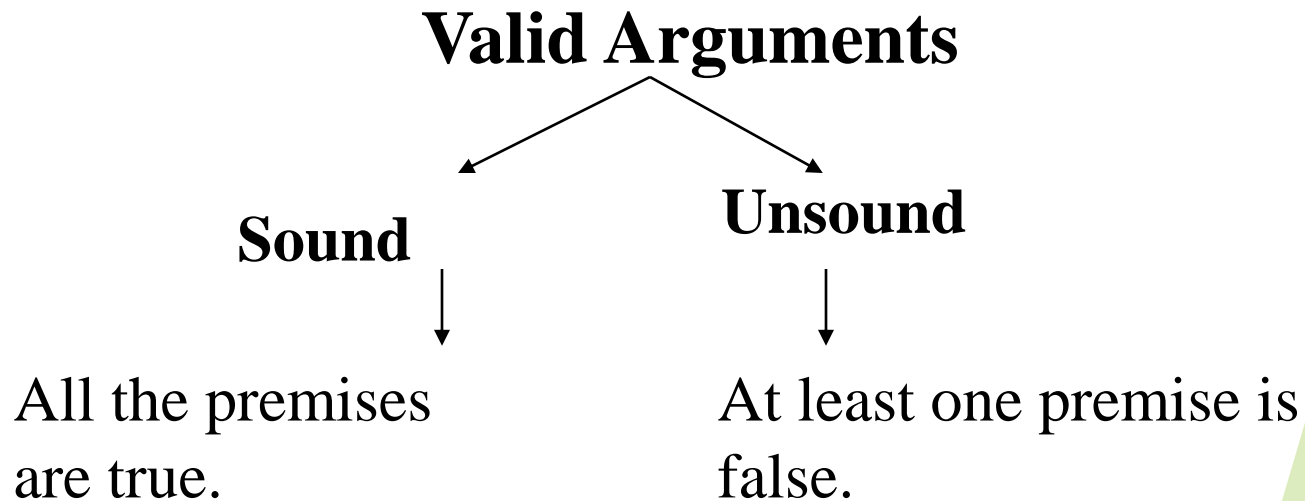 Valid Arguments
Sound
Unsound
All the premises
are true.
At least one premise is
false.